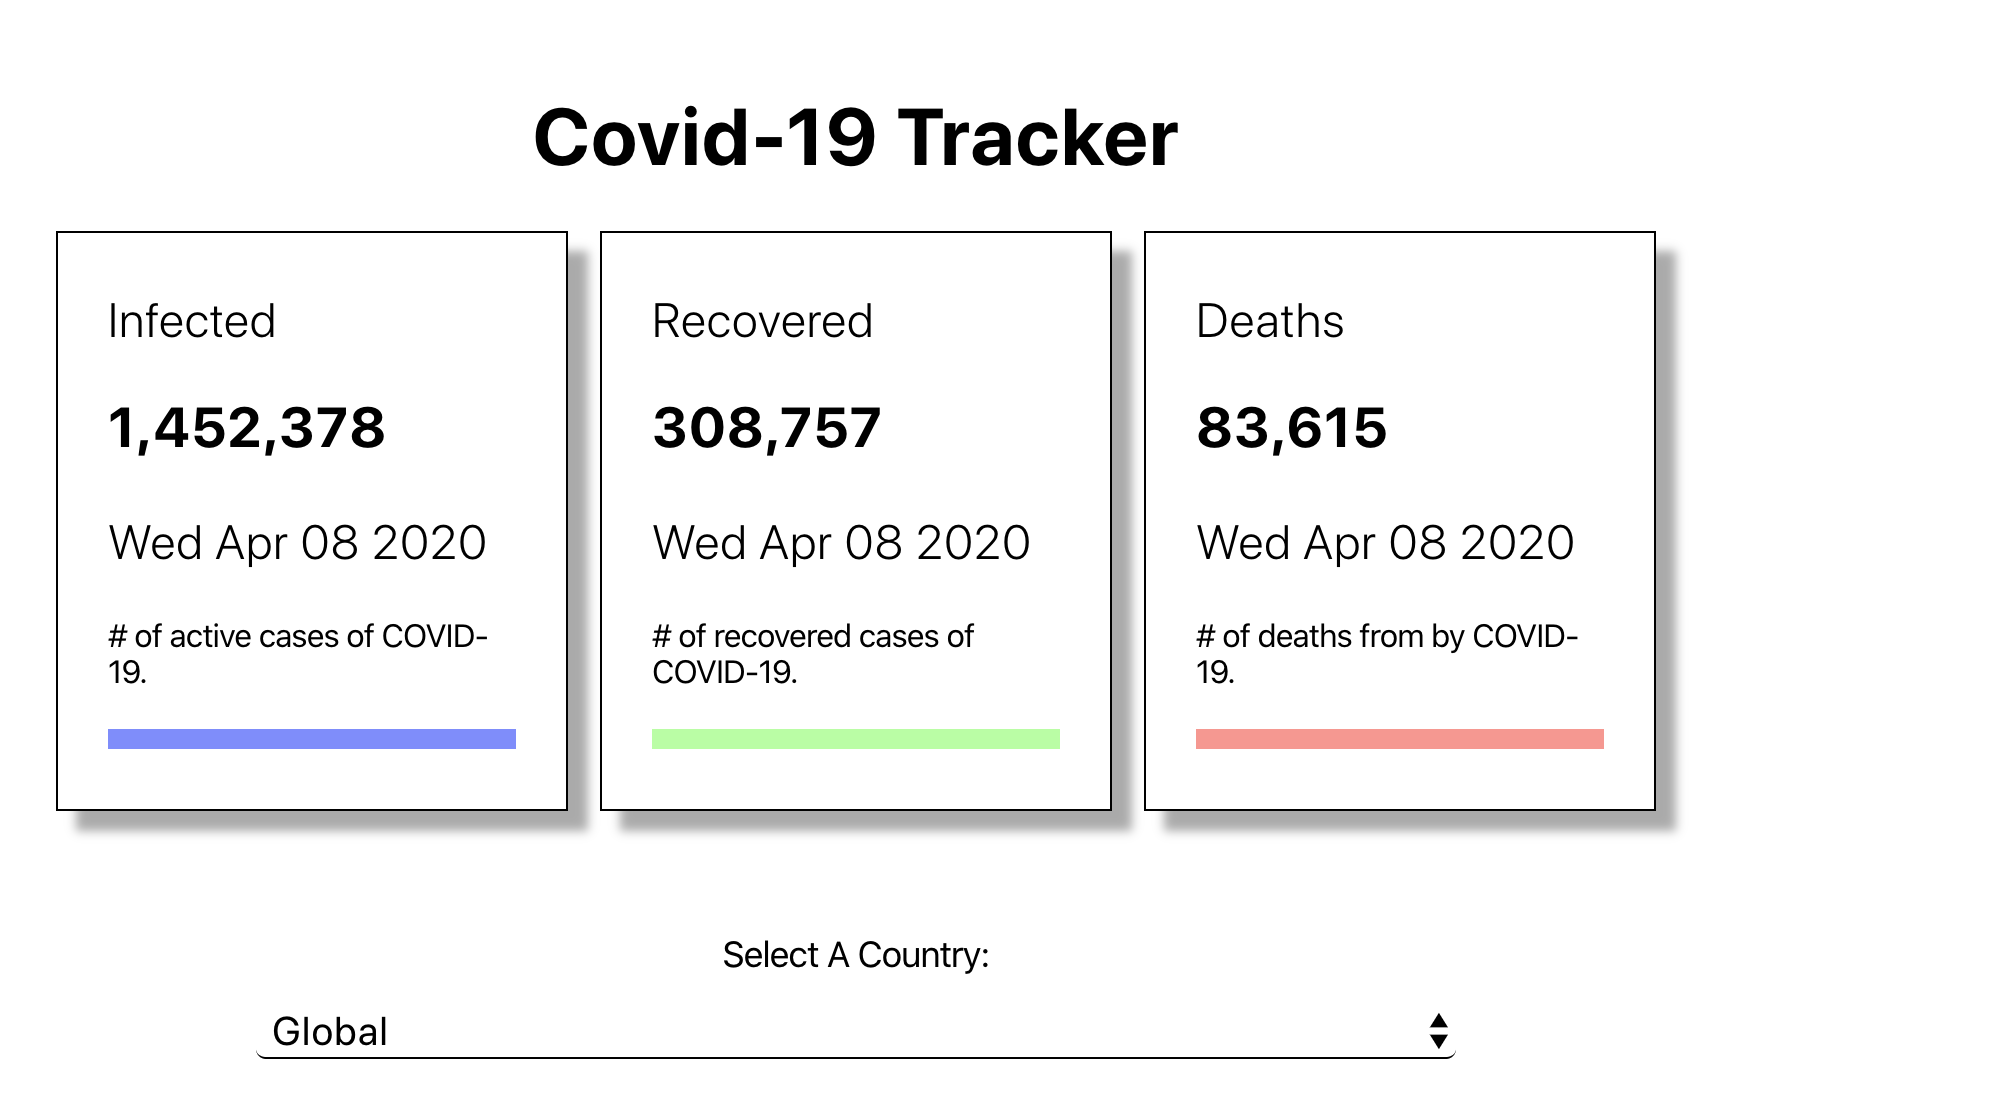 Covid-19 Tracker
Infected
1,452,378
Wed Apr 08 2020
# of active cases of COVID-
19.
Recovered
308,757
Wed Apr 08 2020
# of recovered cases of
COVID-19.
Deaths
83,615
Wed Apr 08 2020
# of deaths from by COVID-
19.
Select A Country:
Global